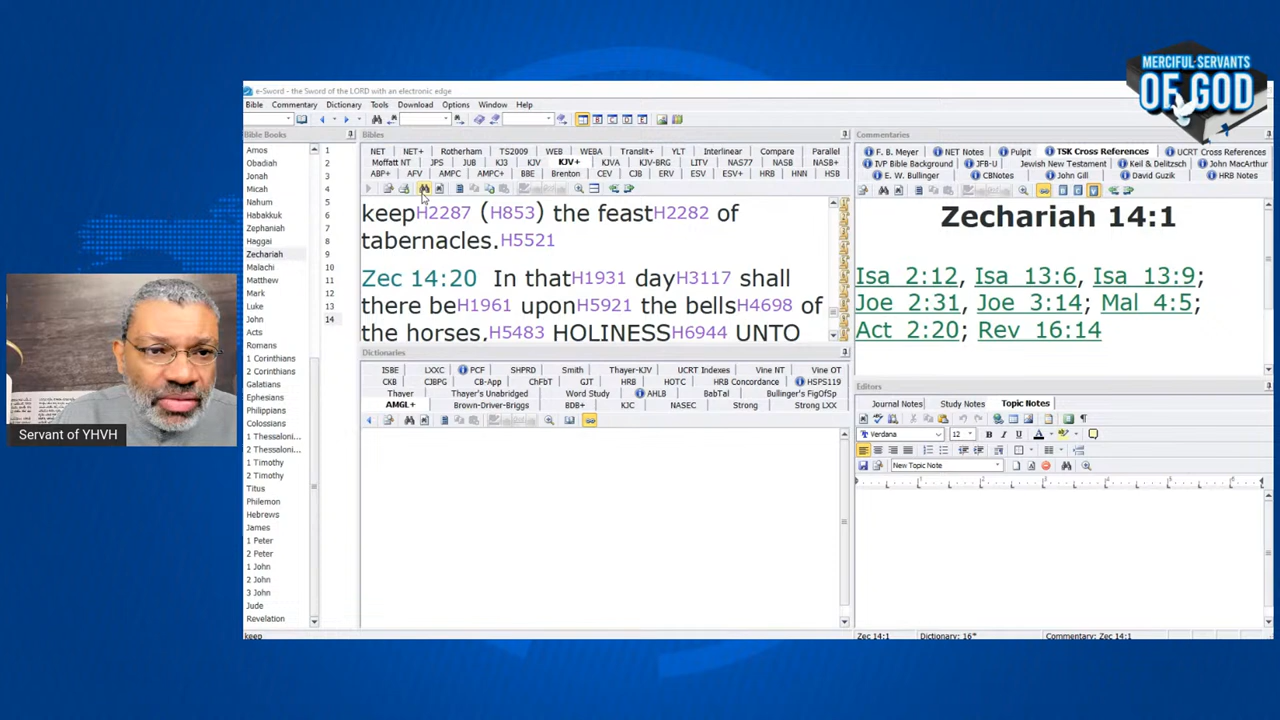 MERCIFUL-SERVANTS
OF GOD
e-Sword - the Sword of the LORD with an electronic edge
Bible Commentary Dictionary Tools Download Options Window Help
Bible Books
Amos
Obadiah
Jonah
Micah
Nahum
Habakkuk
Zephaniah
Haggai
Zechariah
Malachi
Matthew
Mark
Luke
John
Acts
Romans
1 Corinthians
2 Corinthians
Galatians
Ephesians
Philippians
Colossians
1 Thessaloni...
2 Thessaloni...
1 Timothy
2 Timothy
Titus
Philemon
Hebrews
James
1 Peter
2 Peter
1 John
2 John
3 John
Jude
Revelation
1
2
3
4
5
6
7
8
9
10
11
12
13
14
Bibles
NET NET+ Rotherham TS2009 WEB WEBA Translit+ YLT Interlinear Compare Parallel
Moffatt NT JPS JUB KJ3 KJV KJV+ KJVA KJV-BRG LITV NAS77 NASB NASB+
ABP+ AFV AMPC AMPC+ BBE Brenton CEV CJB ERV ESV ESV+ HRB HNN HSB
keepH2287 (H853) the feastH2282 of
tabernacles.H5521
Zec 14:20 In thatH1931 dayH3117 shall
there beH1961 uponH5921 the bellsH4698 of
the horses,H5483 HOLINESSH6944 UNTO
Dictionaries
ISBE LXXC PCF SHPRD Smith Thayer-KJV UCRT Indexes Vine NT Vine OT
CKB CJBPG CB-App ChFbT GJT HRB HOTC HRB Concordance HSPS119
Thayer Thayer's Unabridged Word Study AHLB BabTal Bullinger's FigOfSp
AMGL+ Brown-Driver-Briggs BDB+ KJC NASEC Strong Strong LXX
Commentaries
F. B. Meyer NET Notes Pulpit TSK Cross References UCRT Cross References
IVP Bible Background JFB-U Jewish New Testament Keil & Delitzsch John MacArthur
E. W. Bullinger CBNotes John Gill David Guzik HRB Notes
Zechariah 14:1
Isa 2:12, Isa 13:6, Isa 13:9;
Joe 2:31, Joe 3:14; Mal 4:5;
Act 2:20; Rev 16:14
Editors
Journal Notes Study Notes Topic Notes
Verdana 12 B I U A
New Topic Note
1 2 3 4 5 6
Servant of YHVH
keep
Zec 14:1 Dictionary: 16* Commentary: Zec 14:1